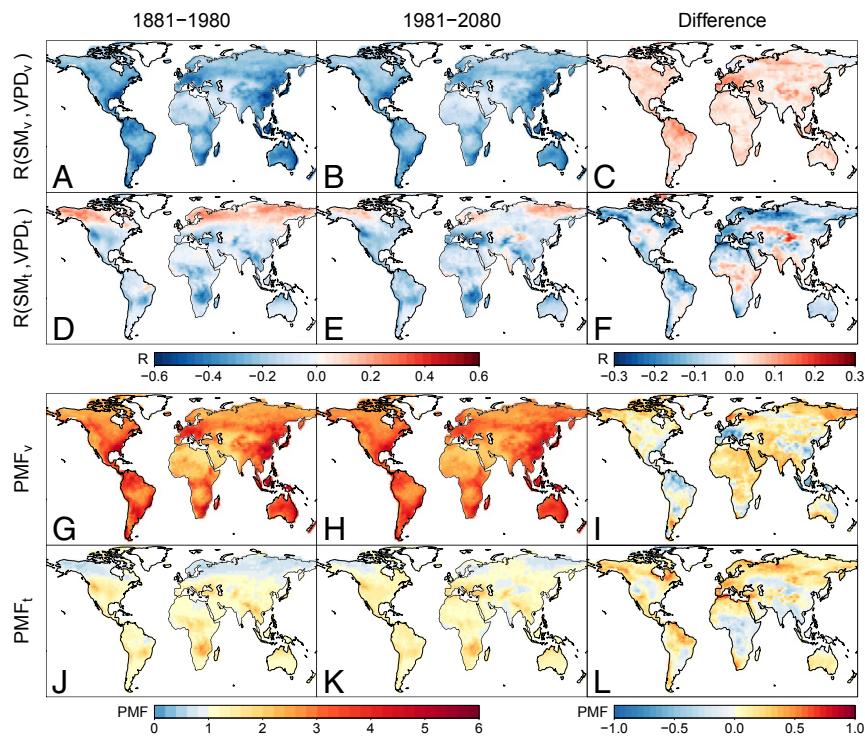 1881−1980 1981−2080 Difference
R(SMv,VPDv)
A B C
R(SMt,VPDt)
D E F
R
−0.6 −0.4 −0.2 0.0 0.2 0.4 0.6
R
−0.3 −0.2 −0.1 0.0 0.1 0.2 0.3
PMFv
G H I
PMFt
J K L
PMF
0 1 2 3 4 5 6
PMF
−1.0 −0.5 0.0 0.5 1.0